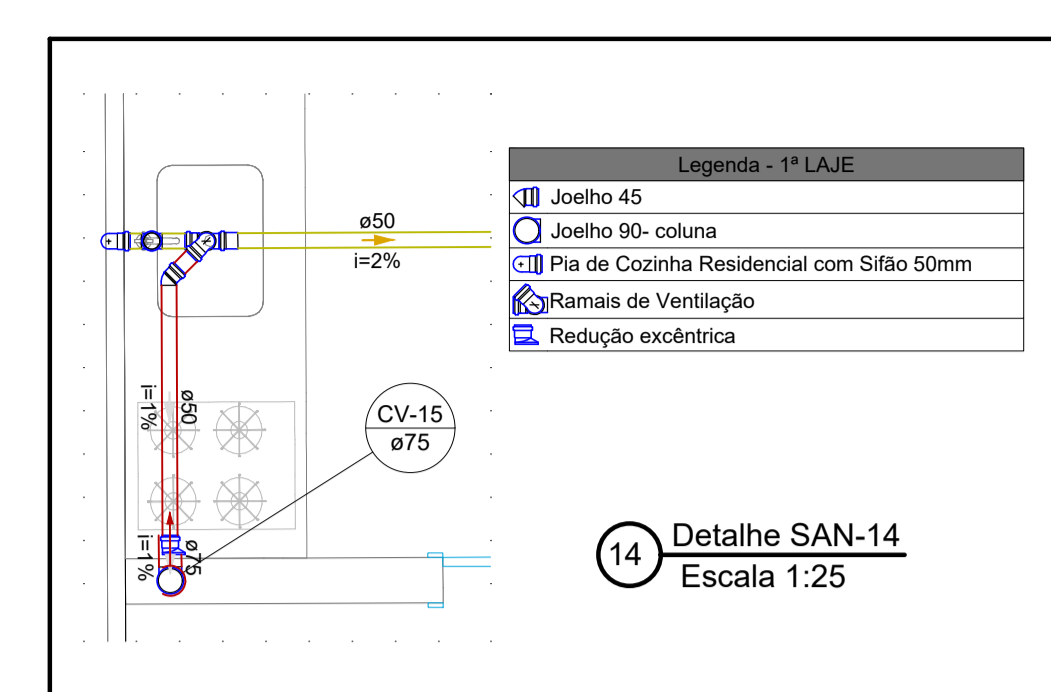 Legenda - 1ª LAJE
Joelho 45
Joelho 90- coluna
Pia de Cozinha Residencial com Sifão 50mm
Ramais de Ventilação
Redução excêntrica
ø50
i=2%
i=1%
ø50
CV-15
ø75
i=1%
ø75
14
Detalhe SAN-14
Escala 1:25